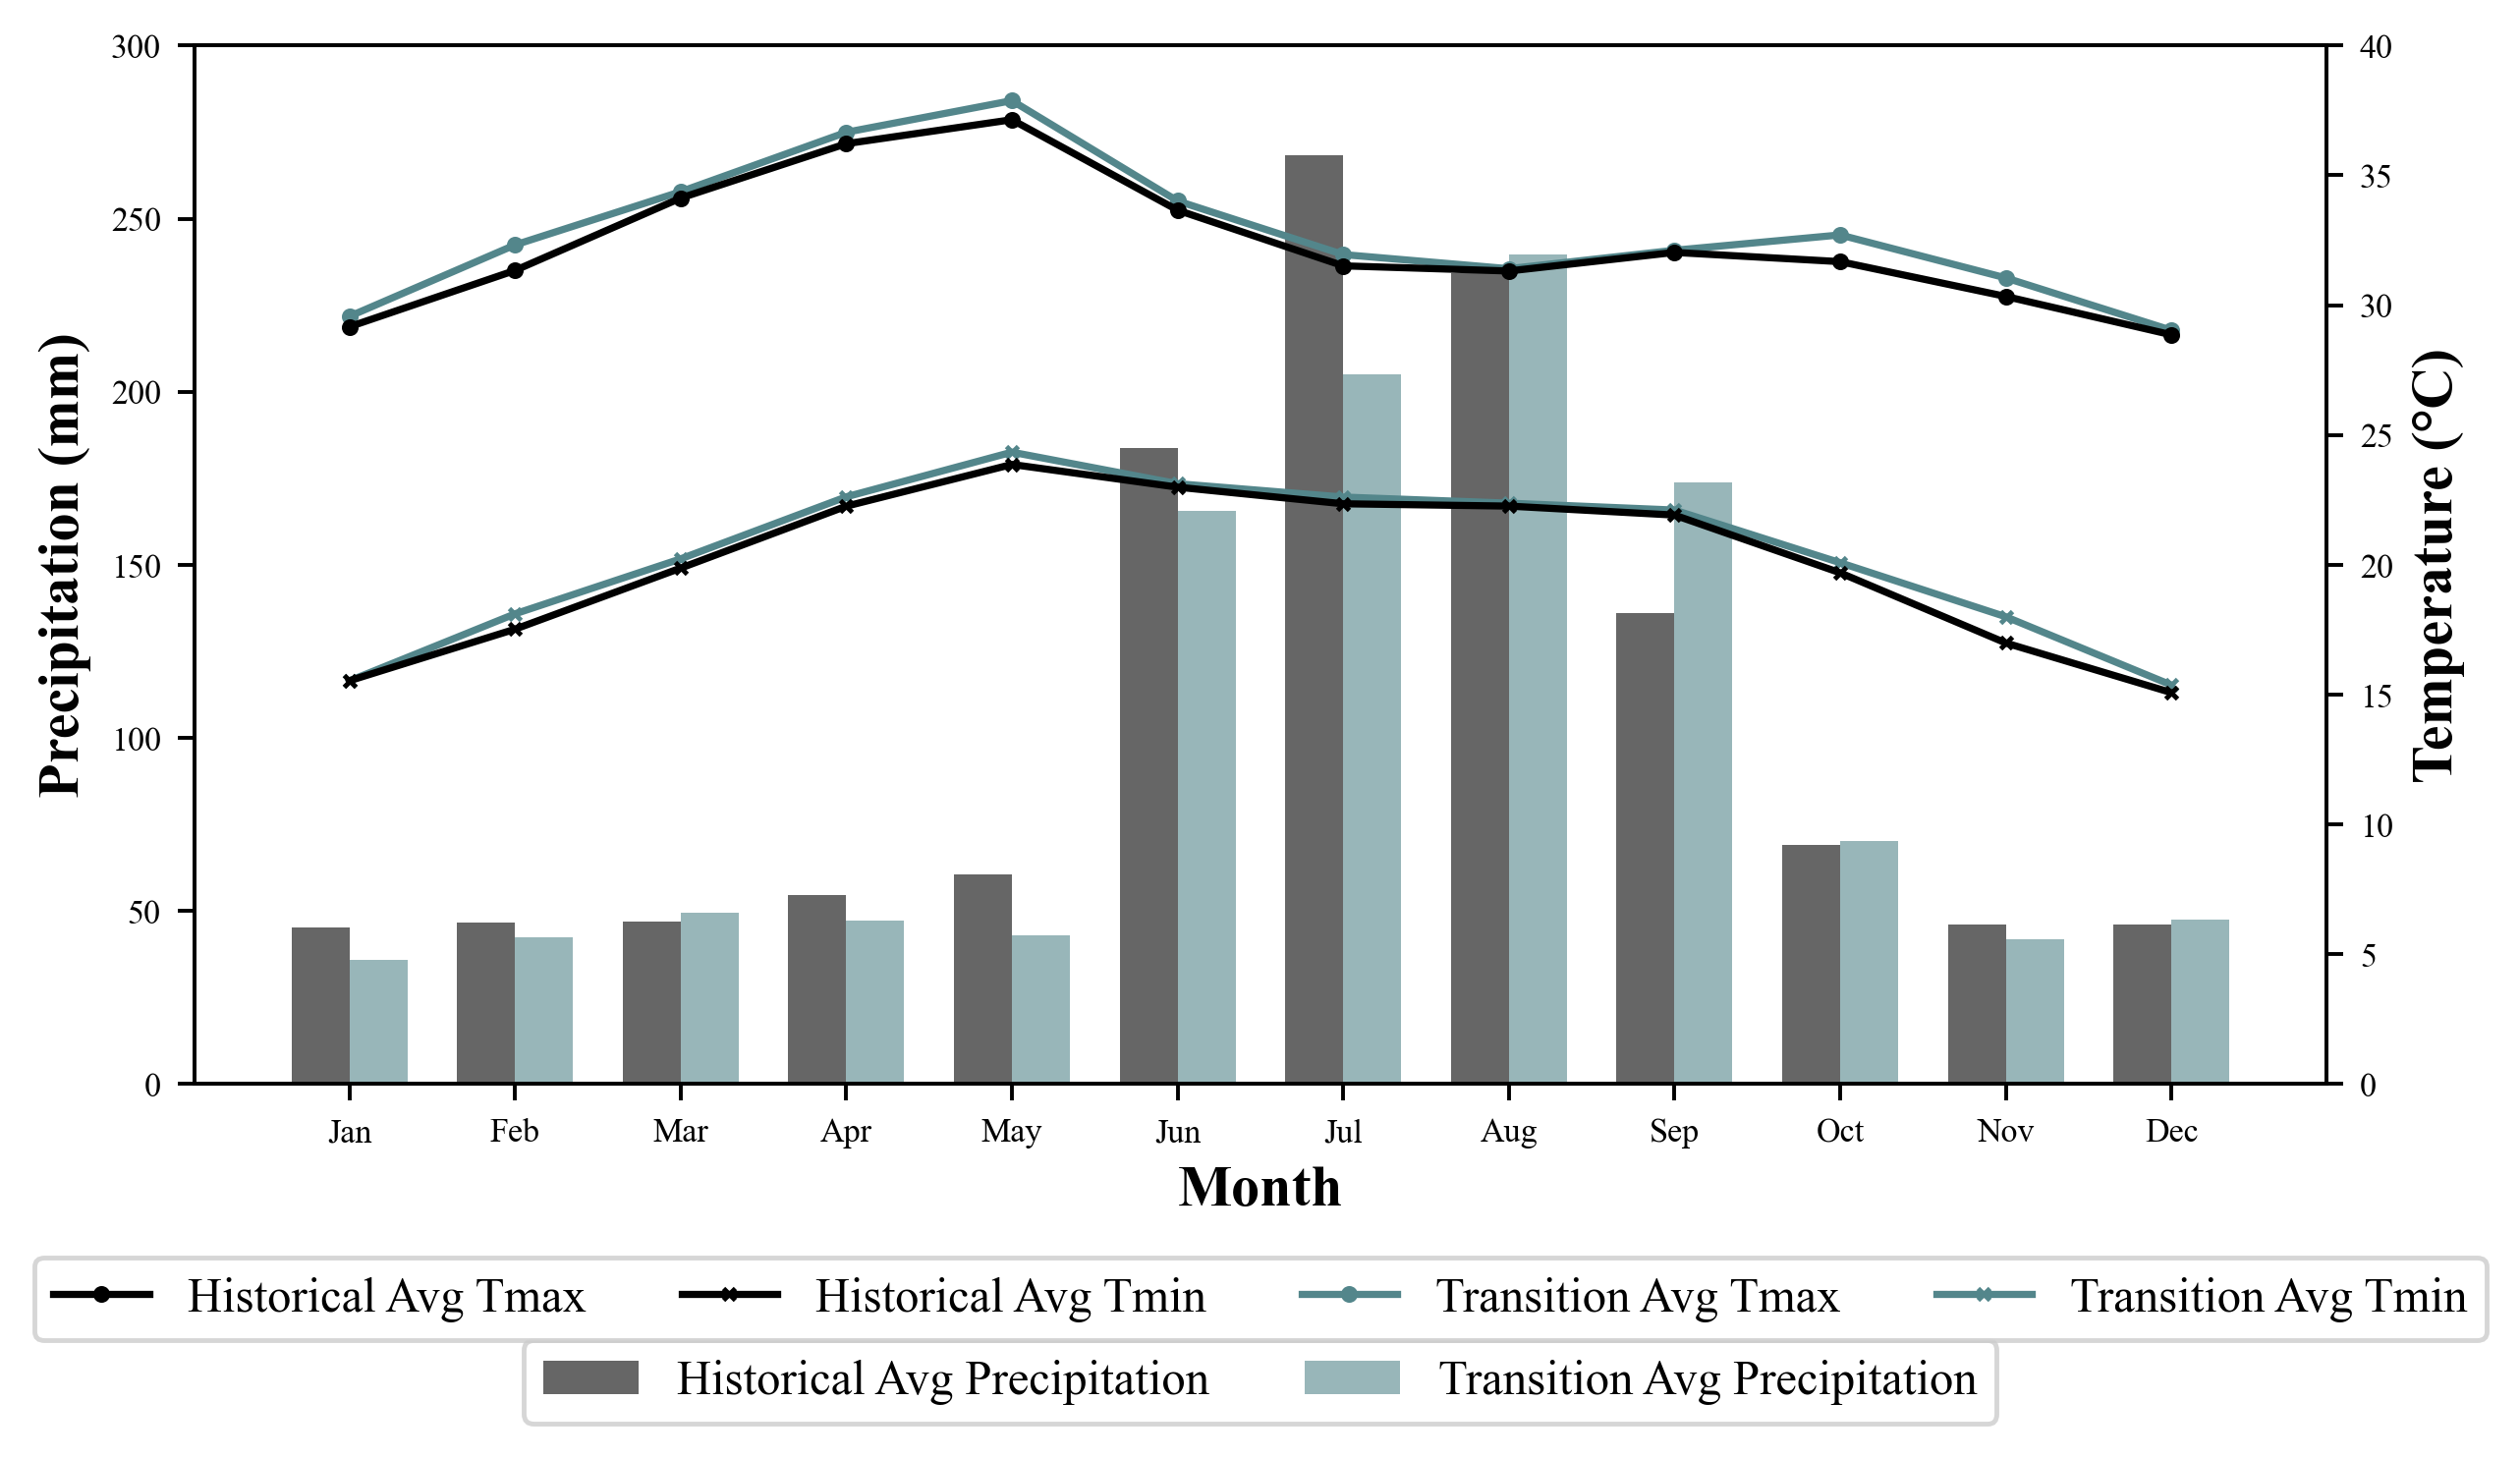 300
250
200
150
100
50
0
Precipitation (mm)
40
35
30
25
20
15
10
5
0
Temperature (°C)
Jan Feb Mar Apr May Jun Jul Aug Sep Oct Nov Dec
Month
Historical Avg Tmax Historical Avg Tmin Transition Avg Tmax Transition Avg Tmin
Historical Avg Precipitation Transition Avg Precipitation